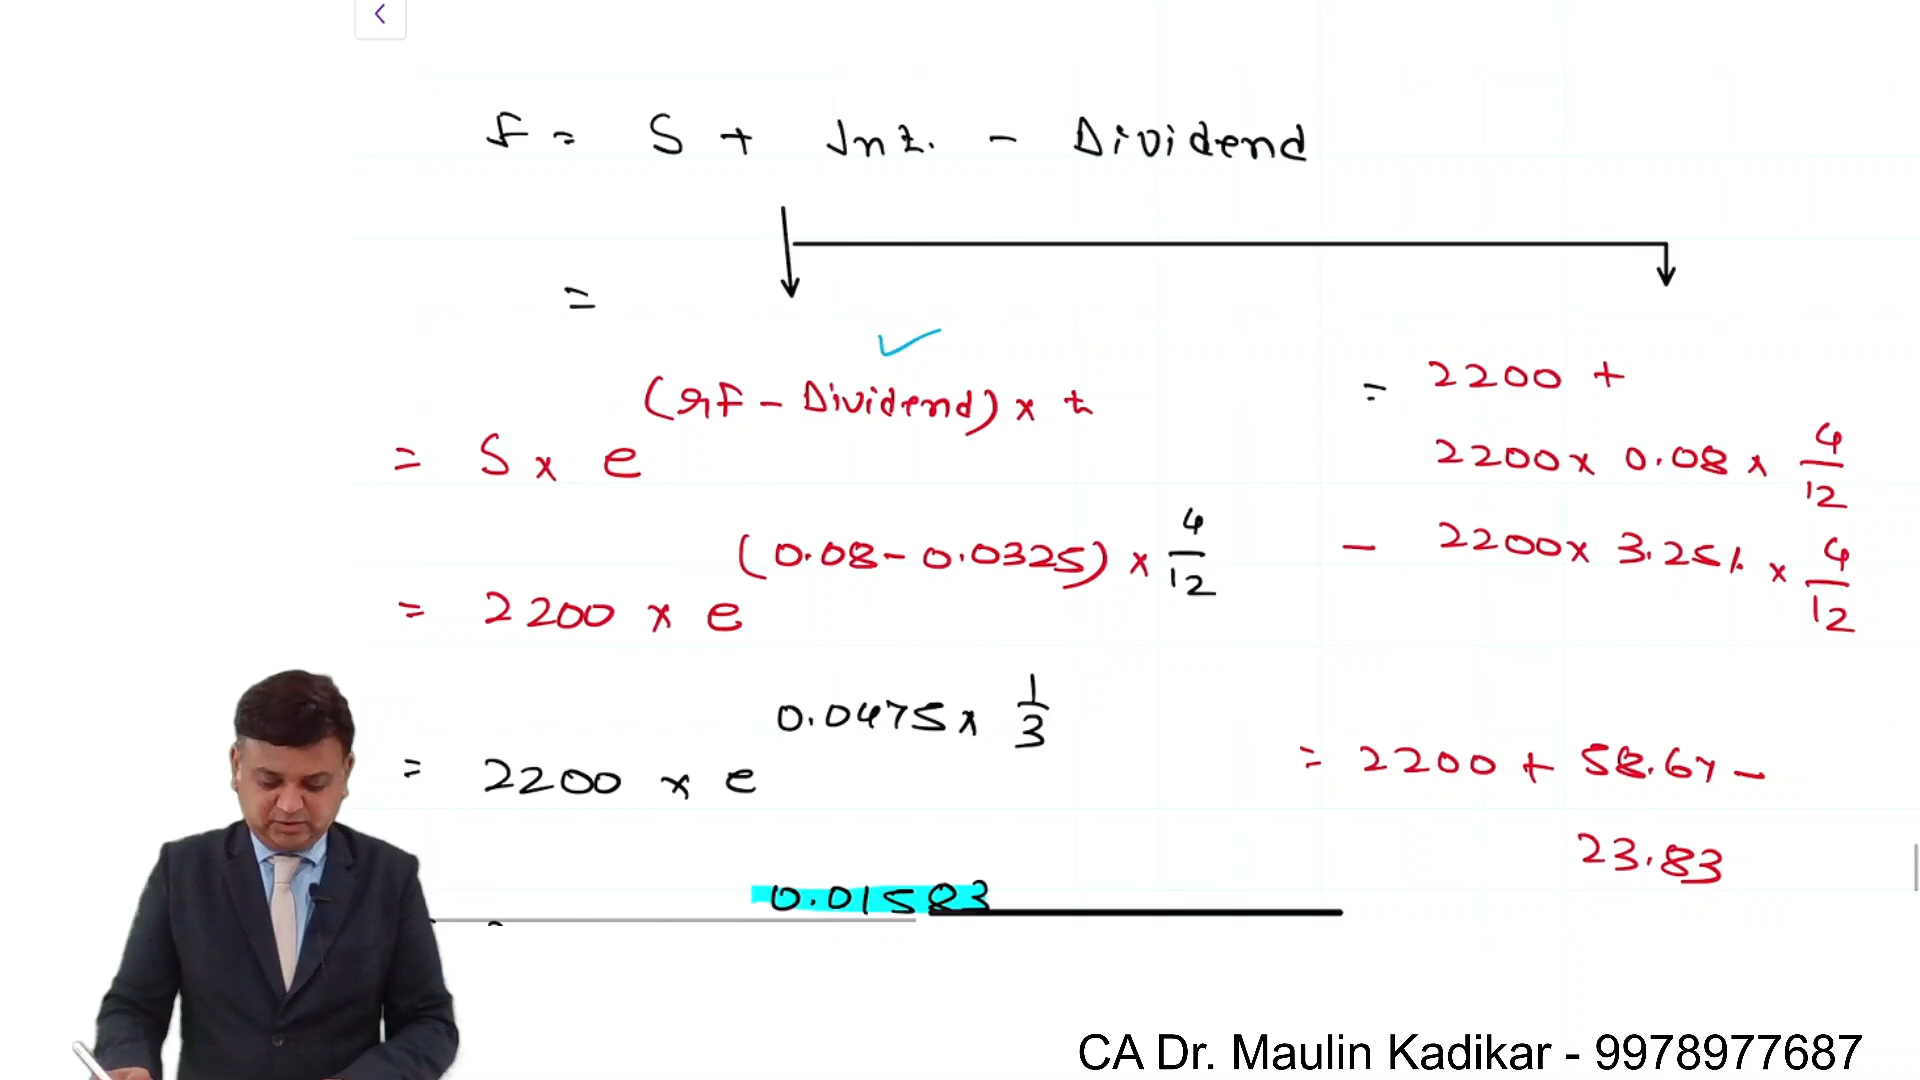 F = S + Int. - Dividend
=
(rF - Dividend) x t
= S x e
(0.08 - 0.0325) x 4/12
= 2200 x e
0.0475 x 1/3
= 2200 x e
0.01583
= 2200 +
2200 x 0.08 x 4/12
- 2200 x 3.25% x 4/12
= 2200 + 58.67 -
23.83
CA Dr. Maulin Kadikar - 9978977687